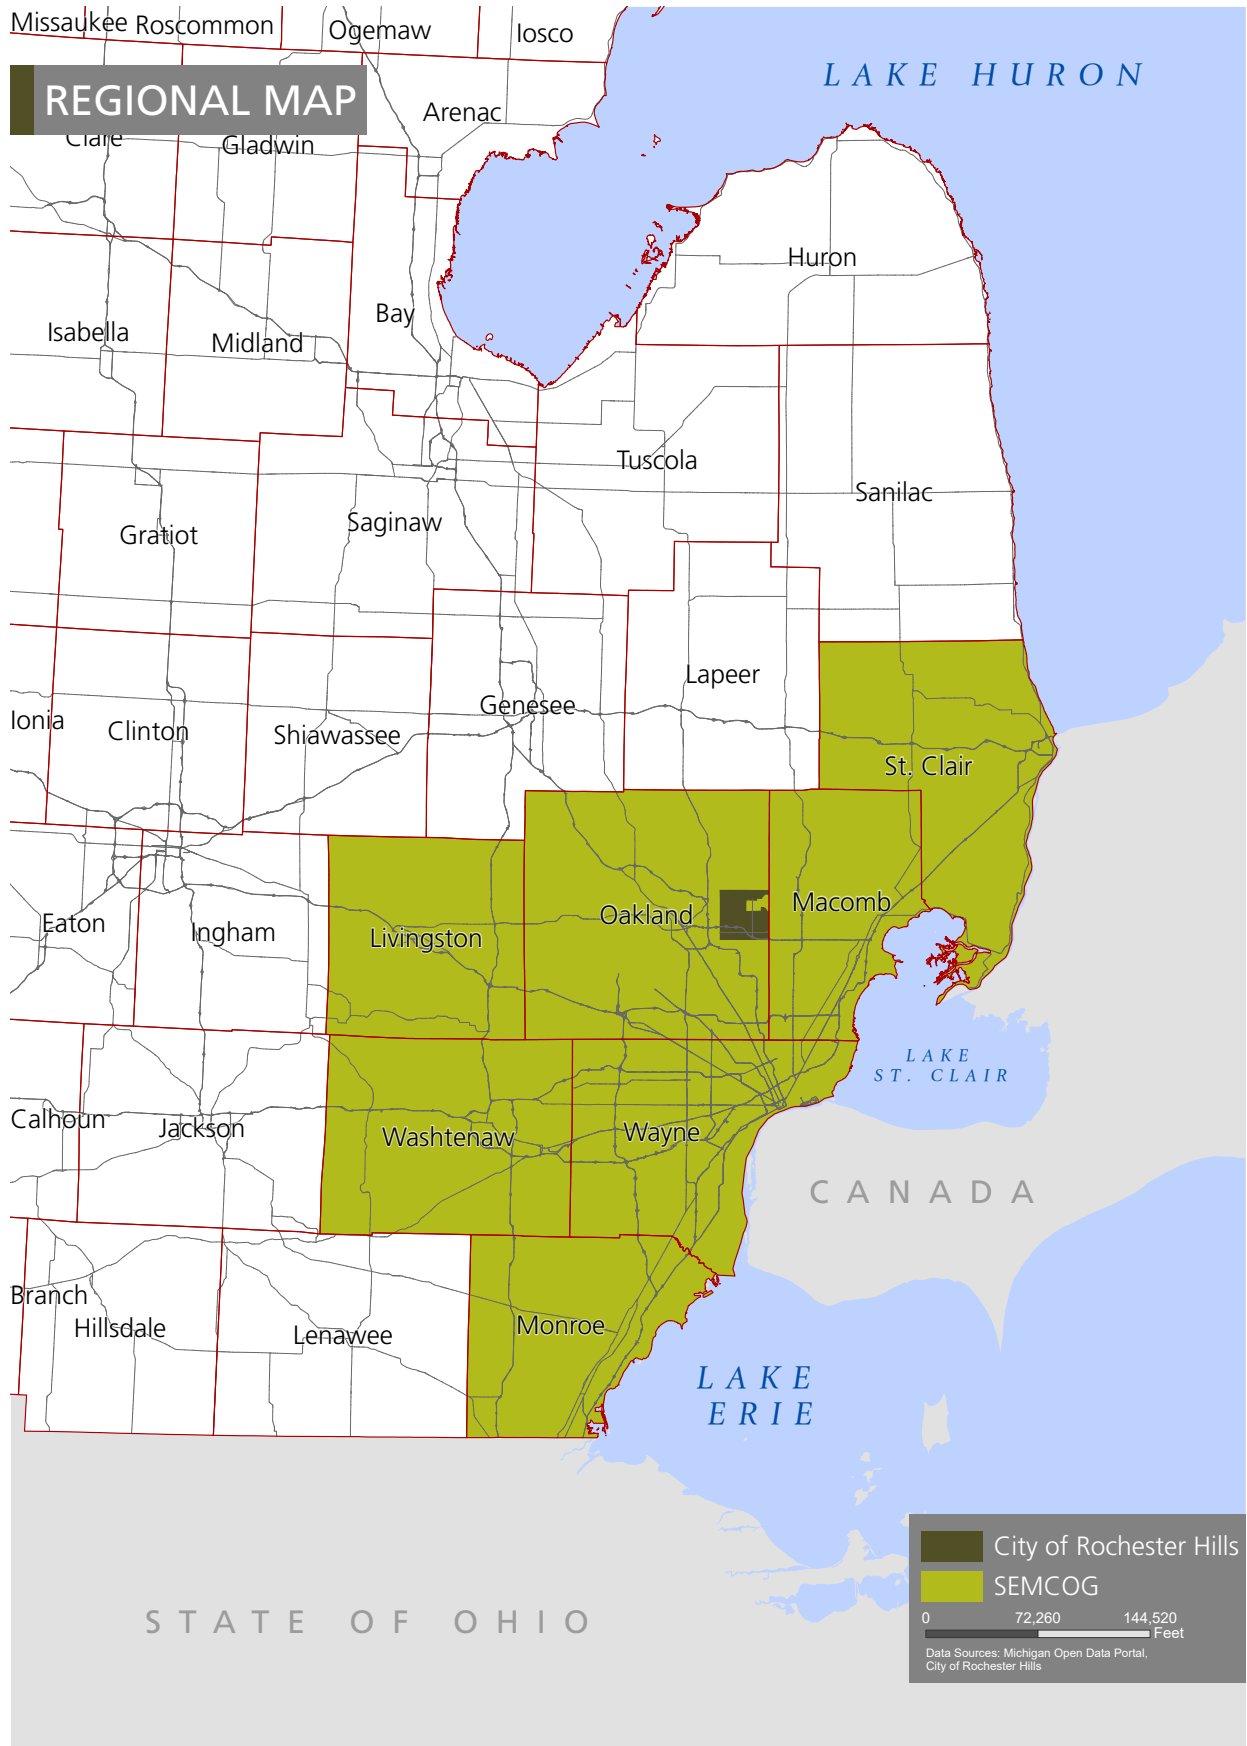 Missaukee Roscommon Ogemaw Iosco
LAKE HURON
REGIONAL MAP
Arenac
Clare Gladwin
Huron
Bay
Isabella Midland
Tuscola
Sanilac
Gratiot Saginaw
Lapeer
Genesee
Ionia Clinton Shiawassee
St. Clair
Macomb
Oakland
Eaton Ingham Livingston
LAKE
ST. CLAIR
Calhoun Jackson Washtenaw Wayne
CANADA
Branch
Hillsdale Lenawee Monroe
LAKE
ERIE
City of Rochester Hills
SEMCOG
0 72,260 144,520
Feet
Data Sources: Michigan Open Data Portal,
City of Rochester Hills
STATE OF OHIO